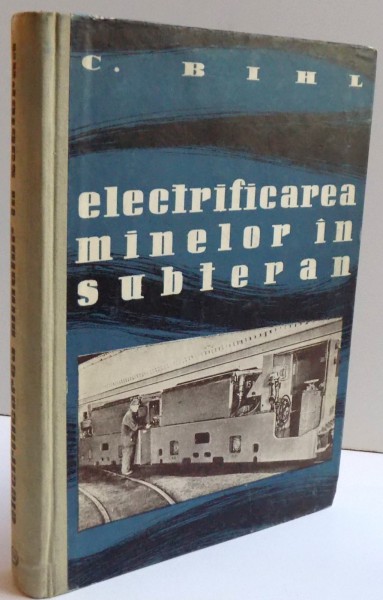 C. BIHL
electrificarea
minelor în
subteran